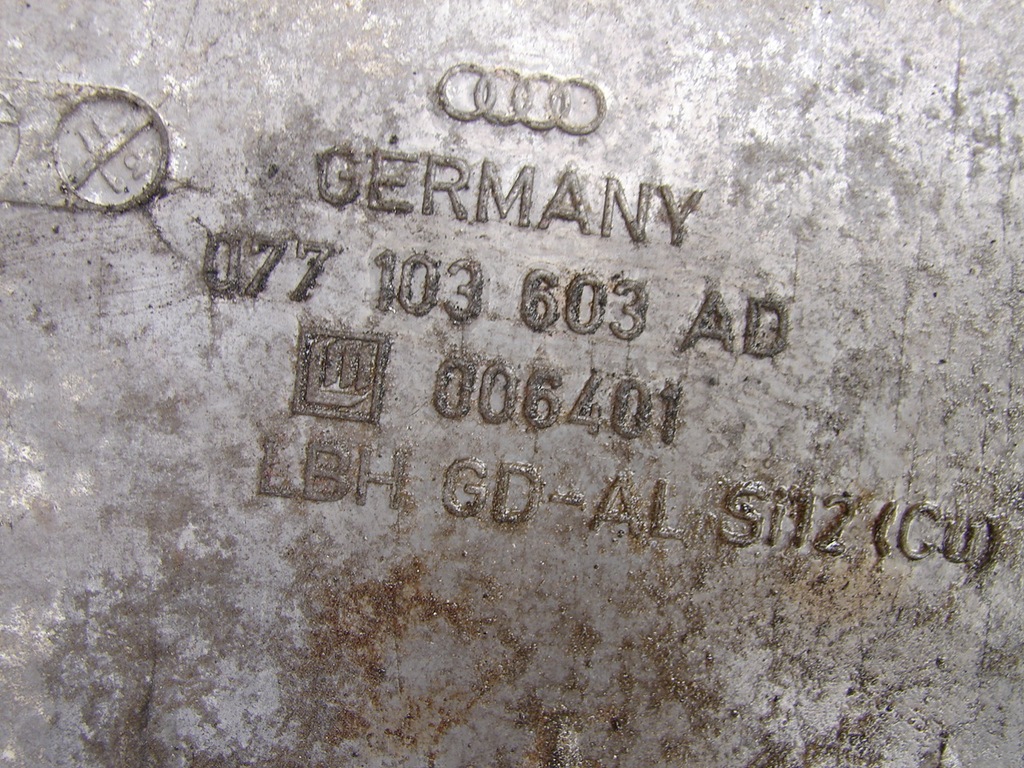 GERMANY
077 103 603 AD
006401
LBH GD-AL Si12 (Cu)